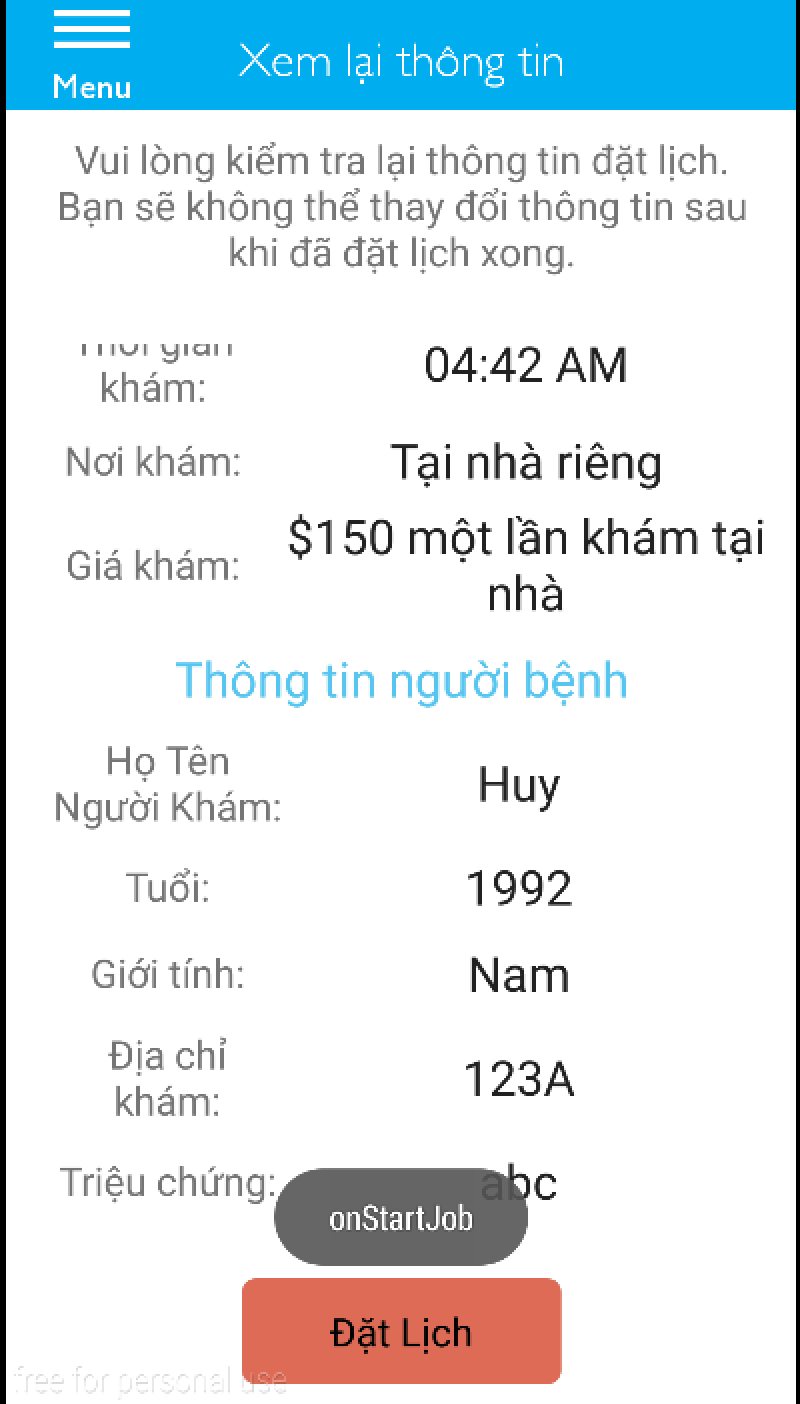 Menu
Xem lại thông tin
Vui lòng kiểm tra lại thông tin đặt lịch.
Bạn sẽ không thể thay đổi thông tin sau
khi đã đặt lịch xong.
Thời gian
khám:
04:42 AM
Nơi khám:
Tại nhà riêng
Giá khám:
$150 một lần khám tại
nhà
Thông tin người bệnh
Họ Tên
Người Khám:
Huy
Tuổi:
1992
Giới tính:
Nam
Địa chỉ
khám:
123A
Triệu chứng:
abc
onStartJob
Đặt Lịch
free for personal use